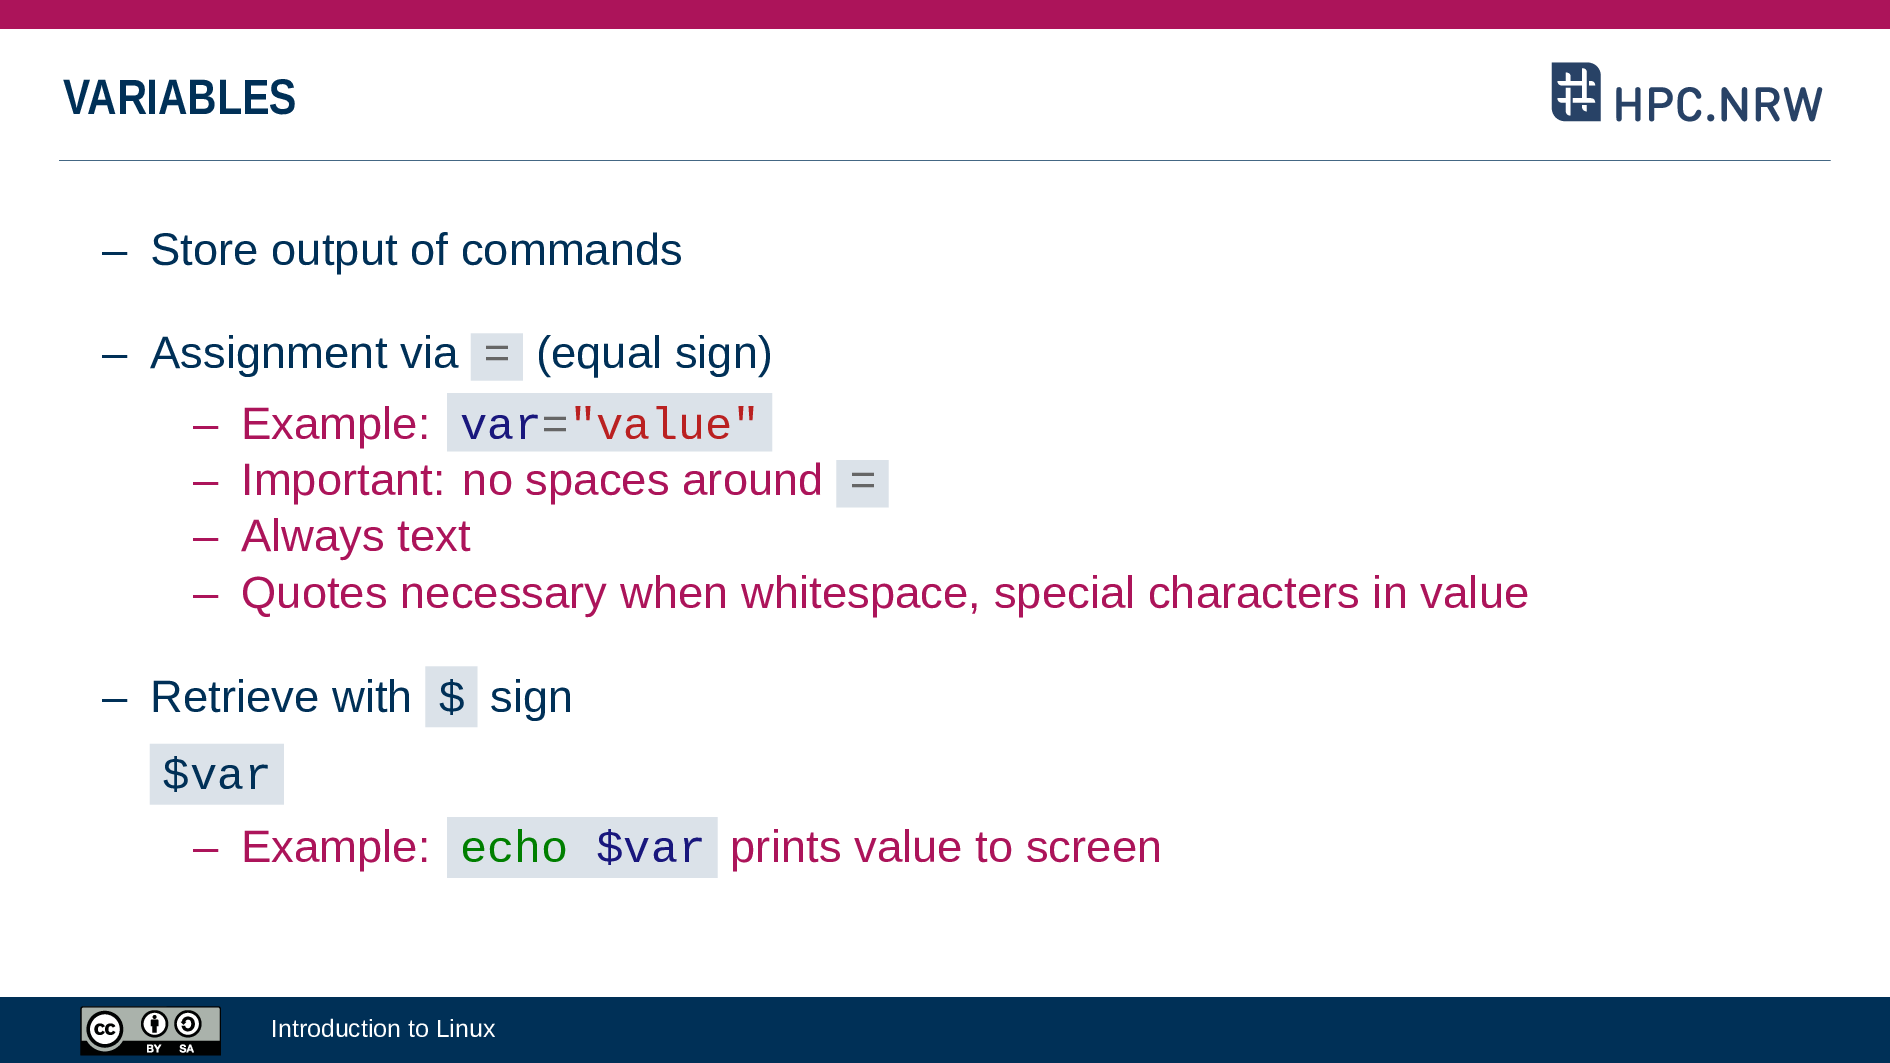 VARIABLES
HPC.NRW
– Store output of commands
– Assignment via = (equal sign)
– Example: var="value"
– Important: no spaces around =
– Always text
– Quotes necessary when whitespace, special characters in value
– Retrieve with $ sign
$var
– Example: echo $var prints value to screen
cc BY SA
Introduction to Linux